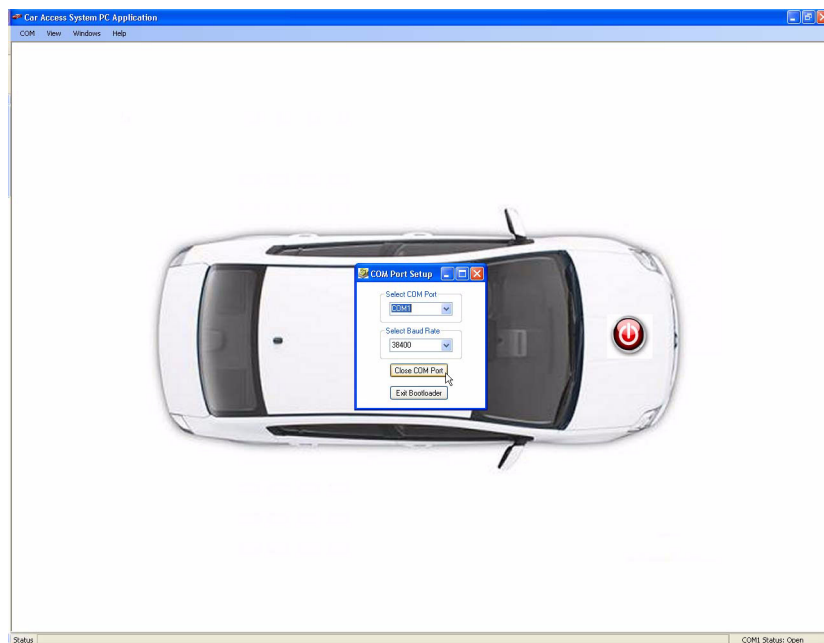 Car Access System PC Application
COM View Windows Help
COM Port Setup
Select COM Port
COM1
Select Baud Rate
38400
Close COM Port
Exit Bootloader
Status
COM1 Status: Open